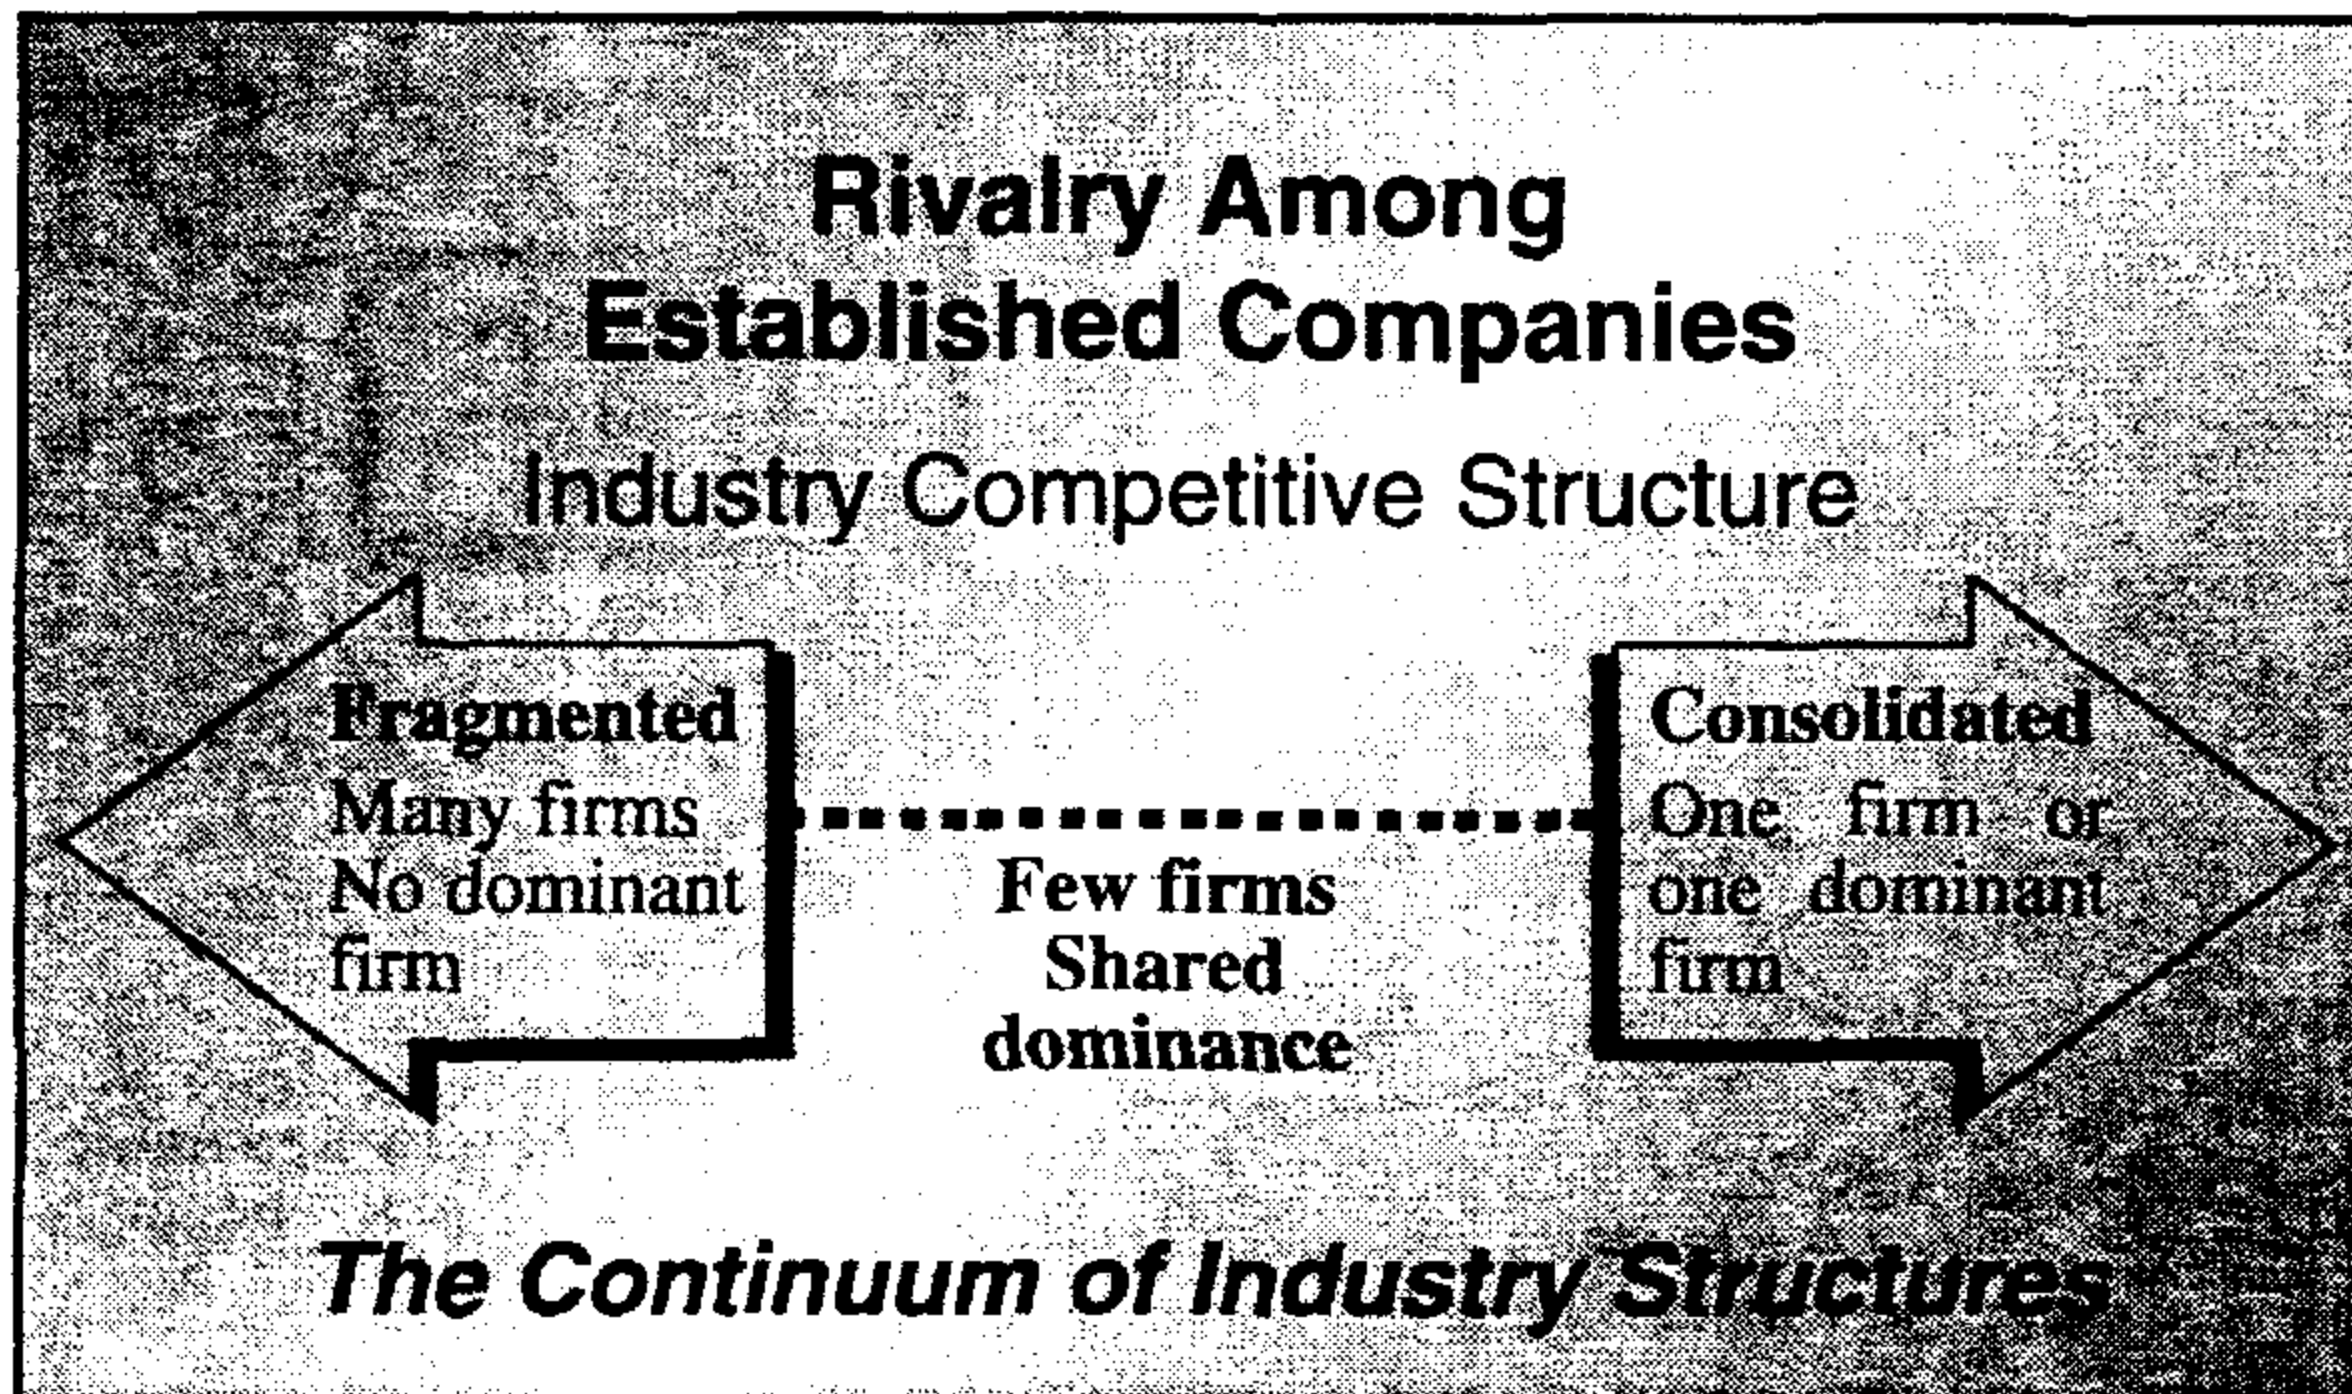 Rivalry Among
Established Companies
Industry Competitive Structure
Fragmented
Many firms
No dominant
firm
Few firms
Shared
dominance
Consolidated
One firm or
one dominant
firm
The Continuum of Industry Structures